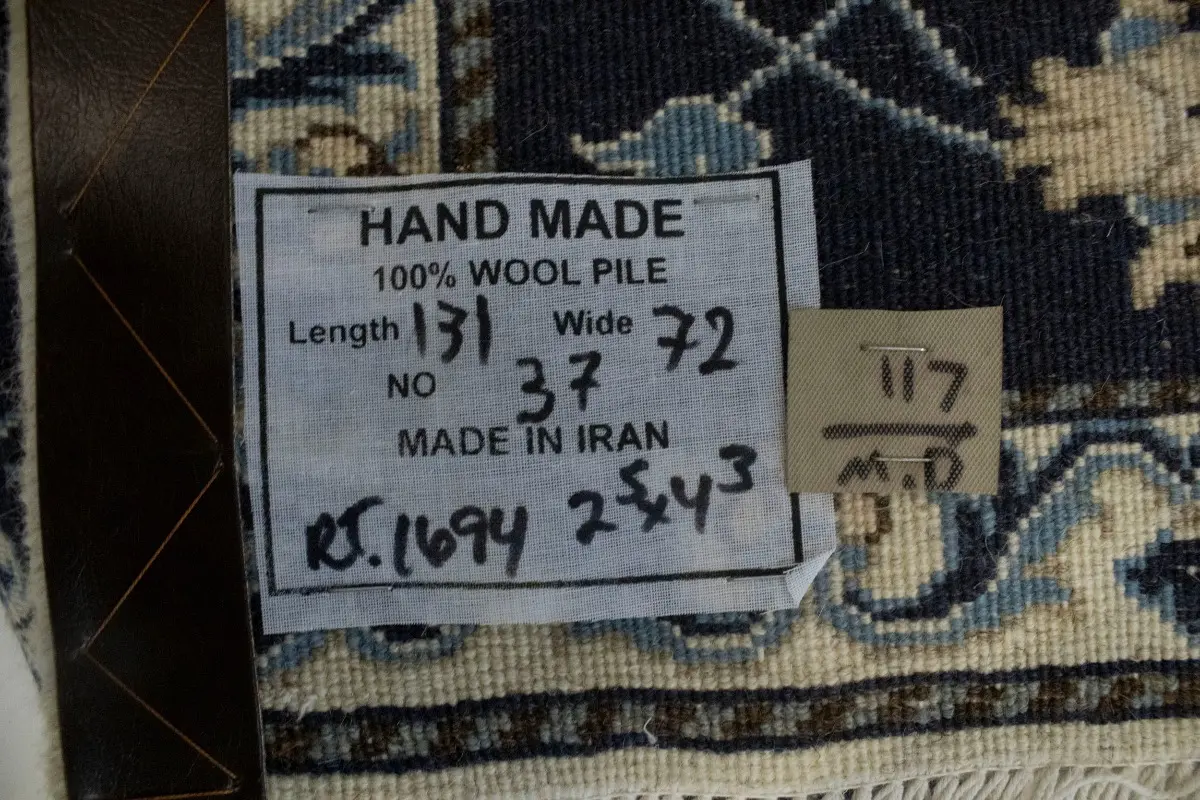 HAND MADE
100% WOOL PILE
Length 131 Wide 72
NO 37
MADE IN IRAN
RJ.1694 2⁵x4³
117
M.D